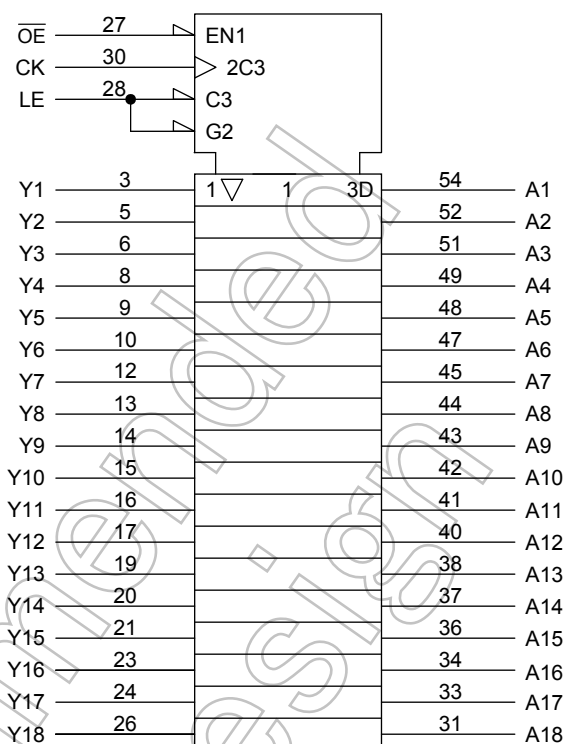 OE 27 EN1
CK 30 2C3
LE 28 C3
G2
Y1 3 1 ▽ 1 3D 54 A1
Y2 5 52 A2
Y3 6 51 A3
Y4 8 49 A4
Y5 9 48 A5
Y6 10 47 A6
Y7 12 45 A7
Y8 13 44 A8
Y9 14 43 A9
Y10 15 42 A10
Y11 16 41 A11
Y12 17 40 A12
Y13 19 38 A13
Y14 20 37 A14
Y15 21 36 A15
Y16 23 34 A16
Y17 24 33 A17
Y18 26 31 A18
mmended
esign